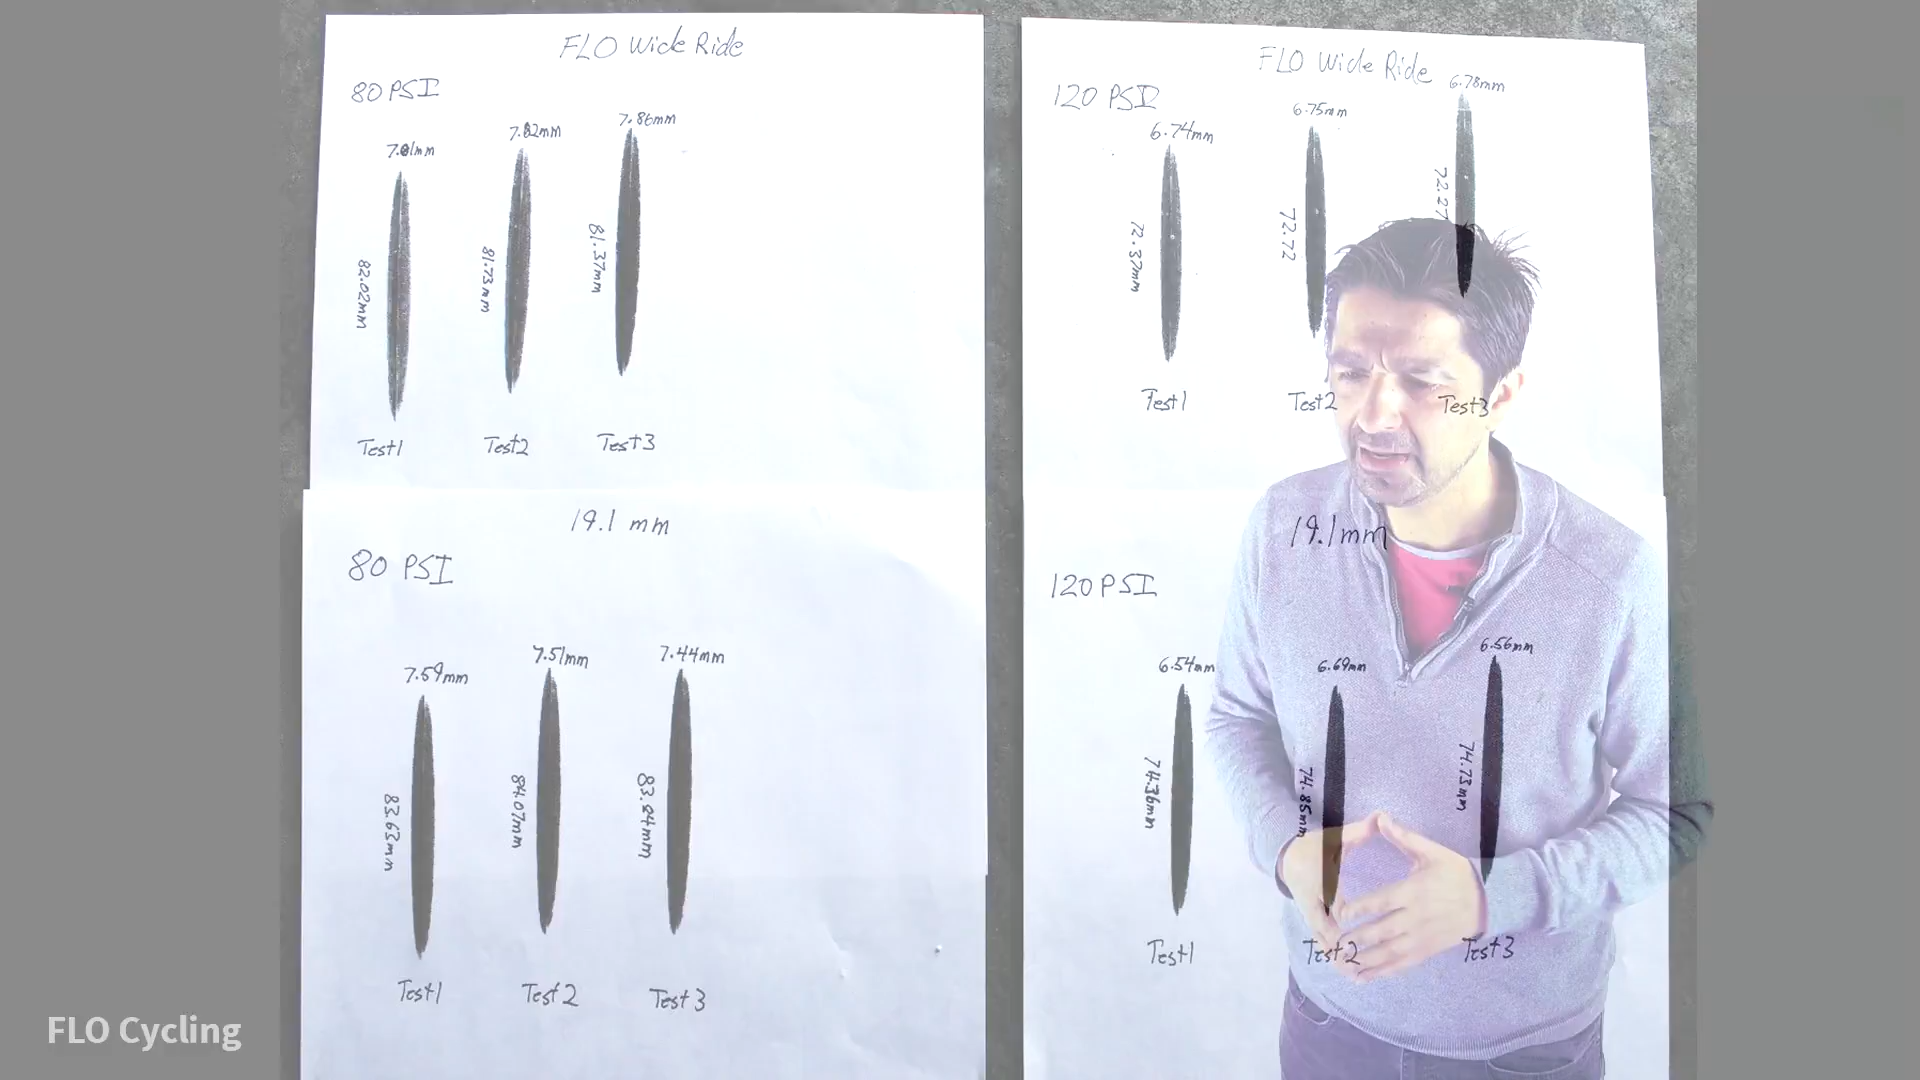 FLO Wide Ride
80 PSI
7.81mm
7.82mm
7.86mm
82.02mm
81.73mm
81.37mm
Test1
Test2
Test3
19.1 mm
80 PSI
7.59mm
7.51mm
7.44mm
83.63mm
84.07mm
83.84mm
Test1
Test2
Test3
FLO Wide Ride
120 PSI
6.74mm
6.75mm
6.78mm
72.37mm
72.72
72.27
Test1
Test2
Test3
19.1mm
120 PSI
6.54mm
6.69mm
6.56mm
74.36mm
74.85mm
74.73mm
Test1
Test2
Test3
FLO Cycling